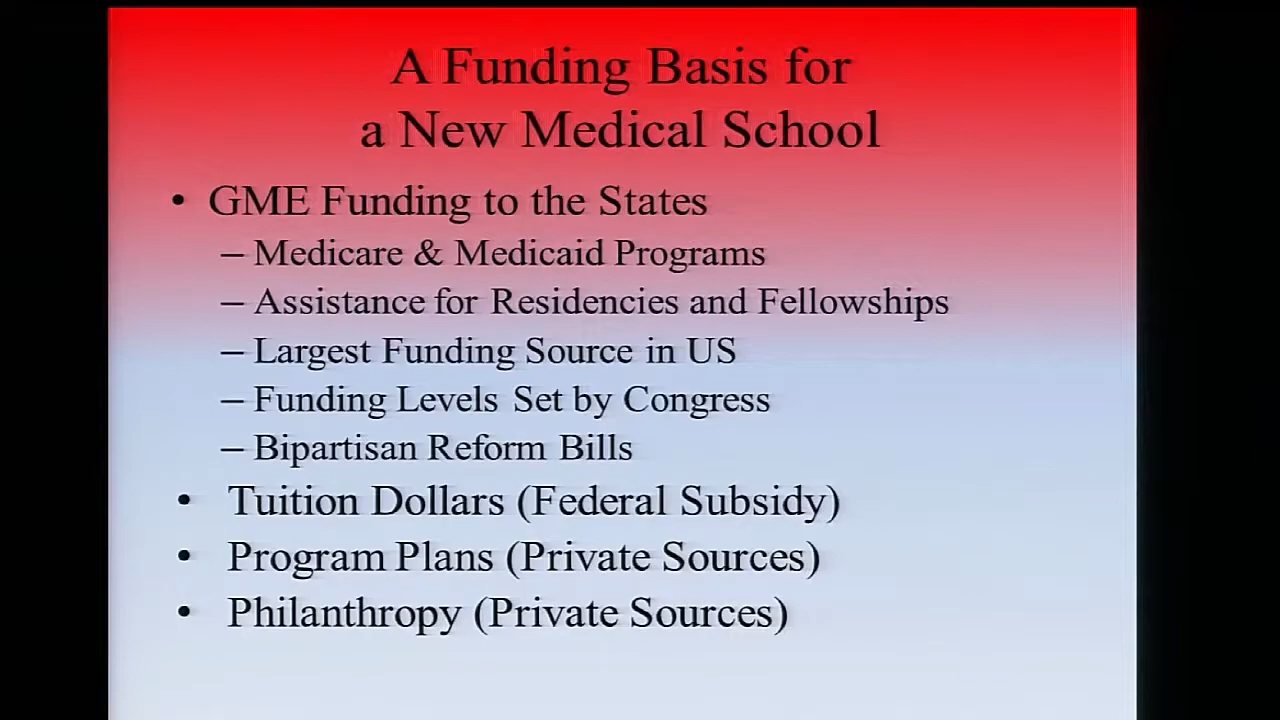 A Funding Basis for
a New Medical School
• GME Funding to the States
– Medicare & Medicaid Programs
– Assistance for Residencies and Fellowships
– Largest Funding Source in US
– Funding Levels Set by Congress
– Bipartisan Reform Bills
• Tuition Dollars (Federal Subsidy)
• Program Plans (Private Sources)
• Philanthropy (Private Sources)